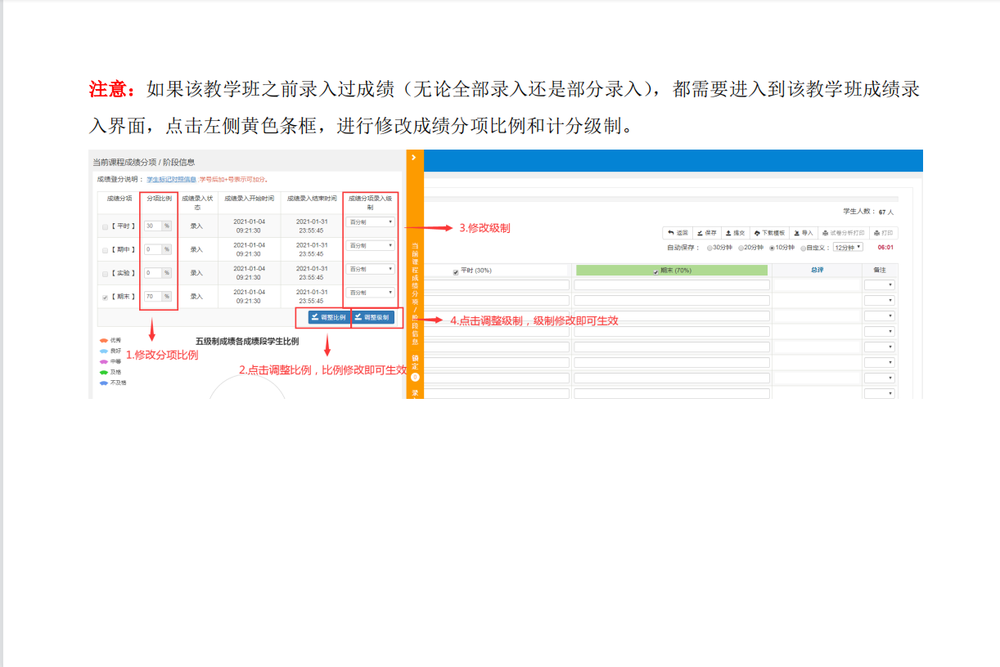 注意：如果该教学班之前录入过成绩（无论全部录入还是部分录入），都需要进入到该教学班成绩录
入界面，点击左侧黄色条框，进行修改成绩分项比例和计分级制。
当前课程成绩分项 / 阶段信息
成绩登分说明： 学生标记对照信息 ,学号后加+号表示可加分。
成绩分项 分项比例 成绩录入状态 成绩录入开始时间 成绩录入结束时间 成绩分项录入级制
【 平时 】 30 % 录入 2021-01-04 09:21:30 2021-01-31 23:55:45 百分制
【 期中 】 0 % 录入 2021-01-04 09:21:30 2021-01-31 23:55:45 百分制
【 实验 】 0 % 录入 2021-01-04 09:21:30 2021-01-31 23:55:45 百分制
【 期末 】 70 % 录入 2021-01-04 09:21:30 2021-01-31 23:55:45 百分制
调整比例 调整级制
优秀
良好
中等
及格
不及格
五级制成绩各成绩段学生比例
1.修改分项比例
2.点击调整比例，比例修改即可生效
3.修改级制
4.点击调整级制，级制修改即可生效
当前课程成绩分项/阶段信息
确定
0
录
学生人数： 67 人
返回 保存 提交 下载模板 导入 试卷分析打印 打印
自动保存： 30分钟 20分钟 10分钟 自定义： 12分钟 06:01
平时 (30%) 期末 (70%) 总评 备注